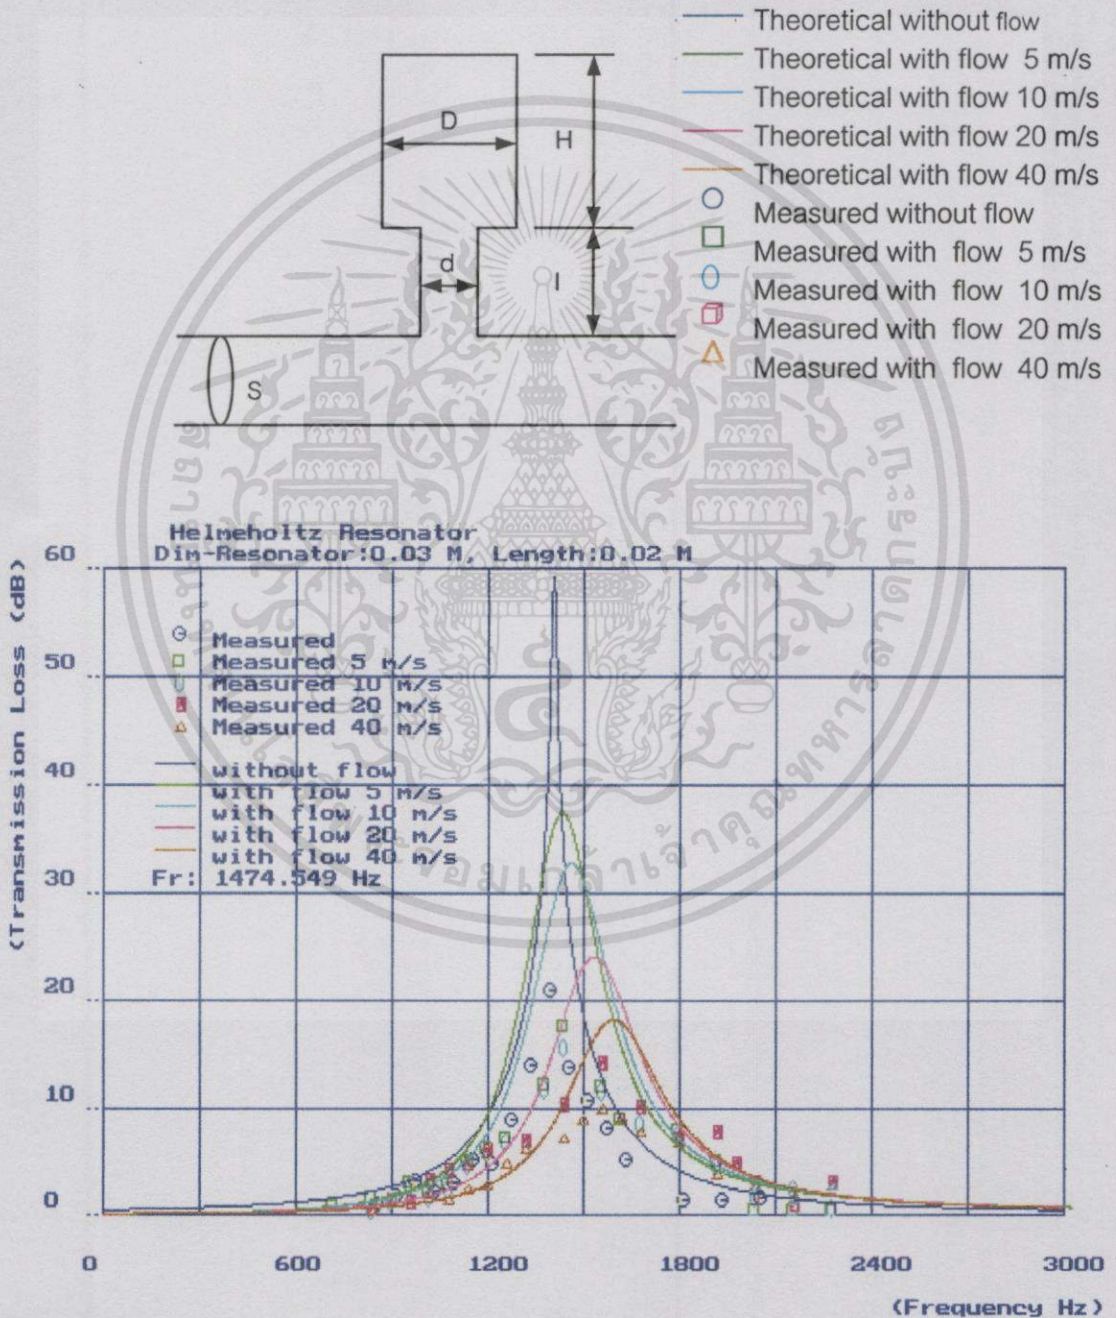 Theoretical without flow
Theoretical with flow 5 m/s
Theoretical with flow 10 m/s
Theoretical with flow 20 m/s
Theoretical with flow 40 m/s
Measured without flow
Measured with flow 5 m/s
Measured with flow 10 m/s
Measured with flow 20 m/s
Measured with flow 40 m/s
D
H
d
l
S
Helmeholtz Resonator
Dim-Resonator:0.03 M, Length:0.02 M
(Transmission Loss (dB)
60
50
40
30
20
10
0
Measured
Measured 5 m/s
Measured 10 m/s
Measured 20 m/s
Measured 40 m/s
without flow
with flow 5 m/s
with flow 10 m/s
with flow 20 m/s
with flow 40 m/s
Fr: 1474.549 Hz
0
600
1200
1800
2400
3000
(Frequency Hz)